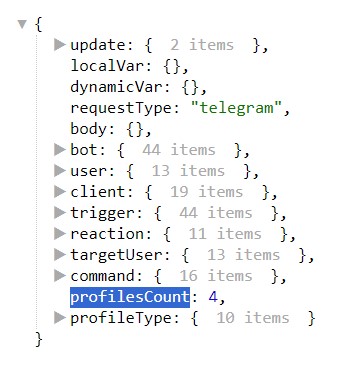 {
update: { 2 items },
localVar: {},
dynamicVar: {},
requestType: "telegram",
body: {},
bot: { 44 items },
user: { 13 items },
client: { 19 items },
trigger: { 44 items },
reaction: { 11 items },
targetUser: { 13 items },
command: { 16 items },
profilesCount: 4,
profileType: { 10 items }
}